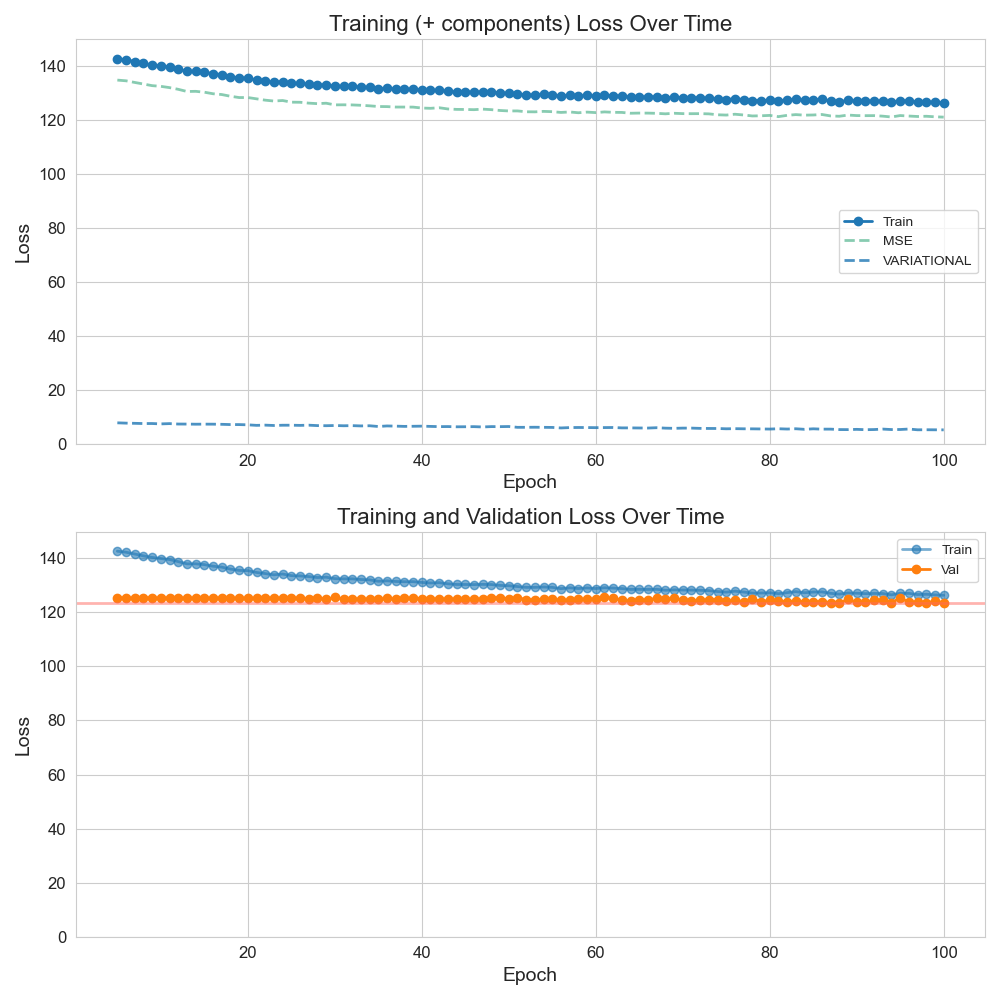 Training (+ components) Loss Over Time
140
120
100
80
60
40
20
0
Loss
Train
MSE
VARIATIONAL
20 40 60 80 100
Epoch
Training and Validation Loss Over Time
140
120
100
80
60
40
20
0
Loss
Train
Val
20 40 60 80 100
Epoch